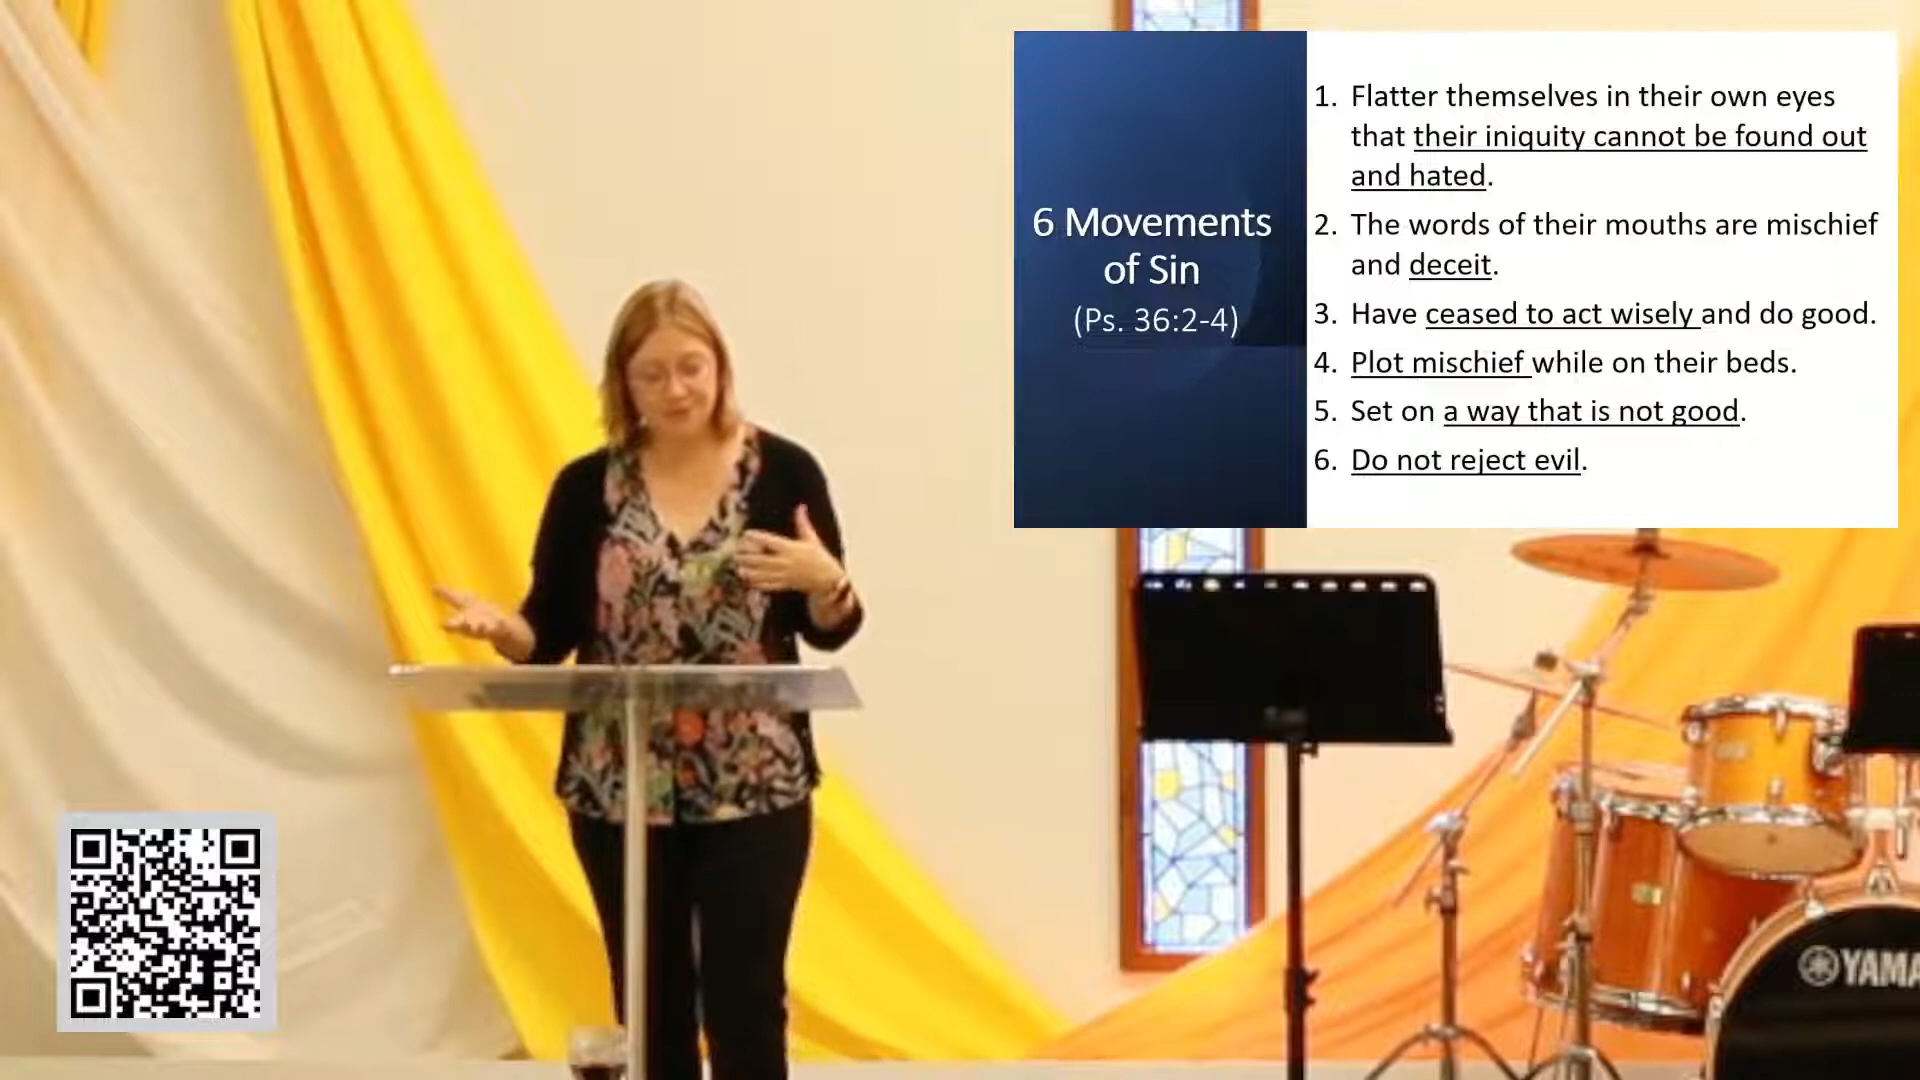 6 Movements
of Sin
(Ps. 36:2-4)
1. Flatter themselves in their own eyes
that their iniquity cannot be found out
and hated.
2. The words of their mouths are mischief
and deceit.
3. Have ceased to act wisely and do good.
4. Plot mischief while on their beds.
5. Set on a way that is not good.
6. Do not reject evil.
YAMA